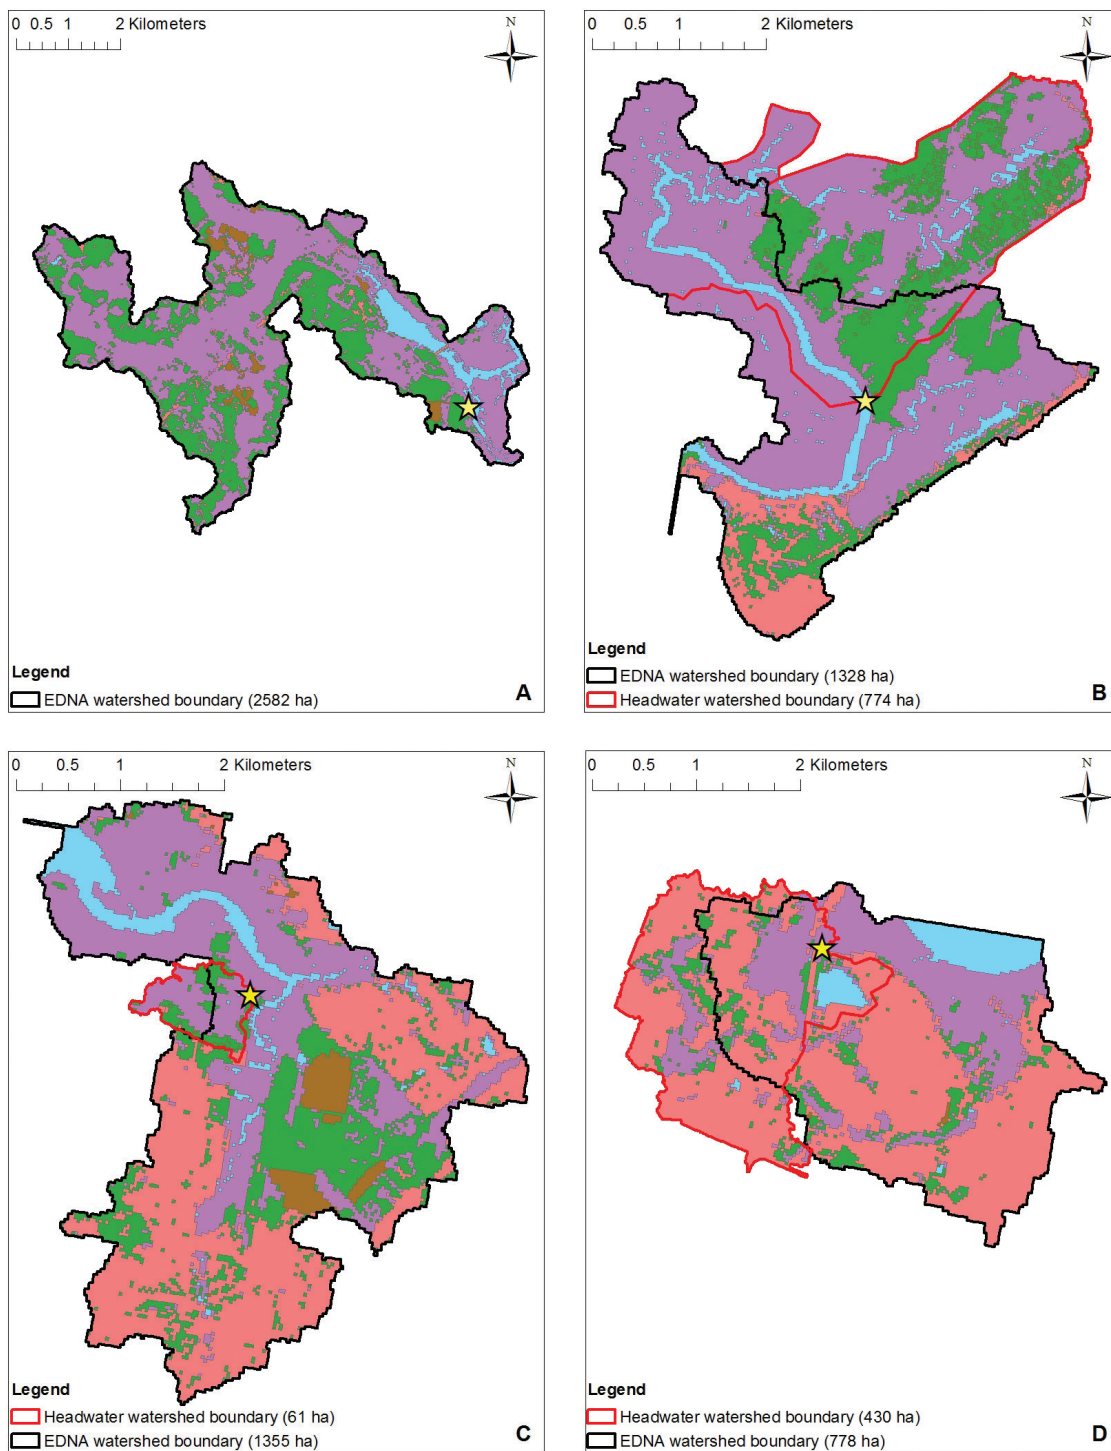 0 0.5 1 2 Kilometers
N
Legend
EDNA watershed boundary (2582 ha)
A
0 1 2 Kilometers
N
Legend
EDNA watershed boundary (1328 ha)
Headwater watershed boundary (774 ha)
B
0 0.5 1 2 Kilometers
N
Legend
Headwater watershed boundary (61 ha)
EDNA watershed boundary (1355 ha)
C
0 0.5 1 2 Kilometers
N
Legend
Headwater watershed boundary (430 ha)
EDNA watershed boundary (778 ha)
D